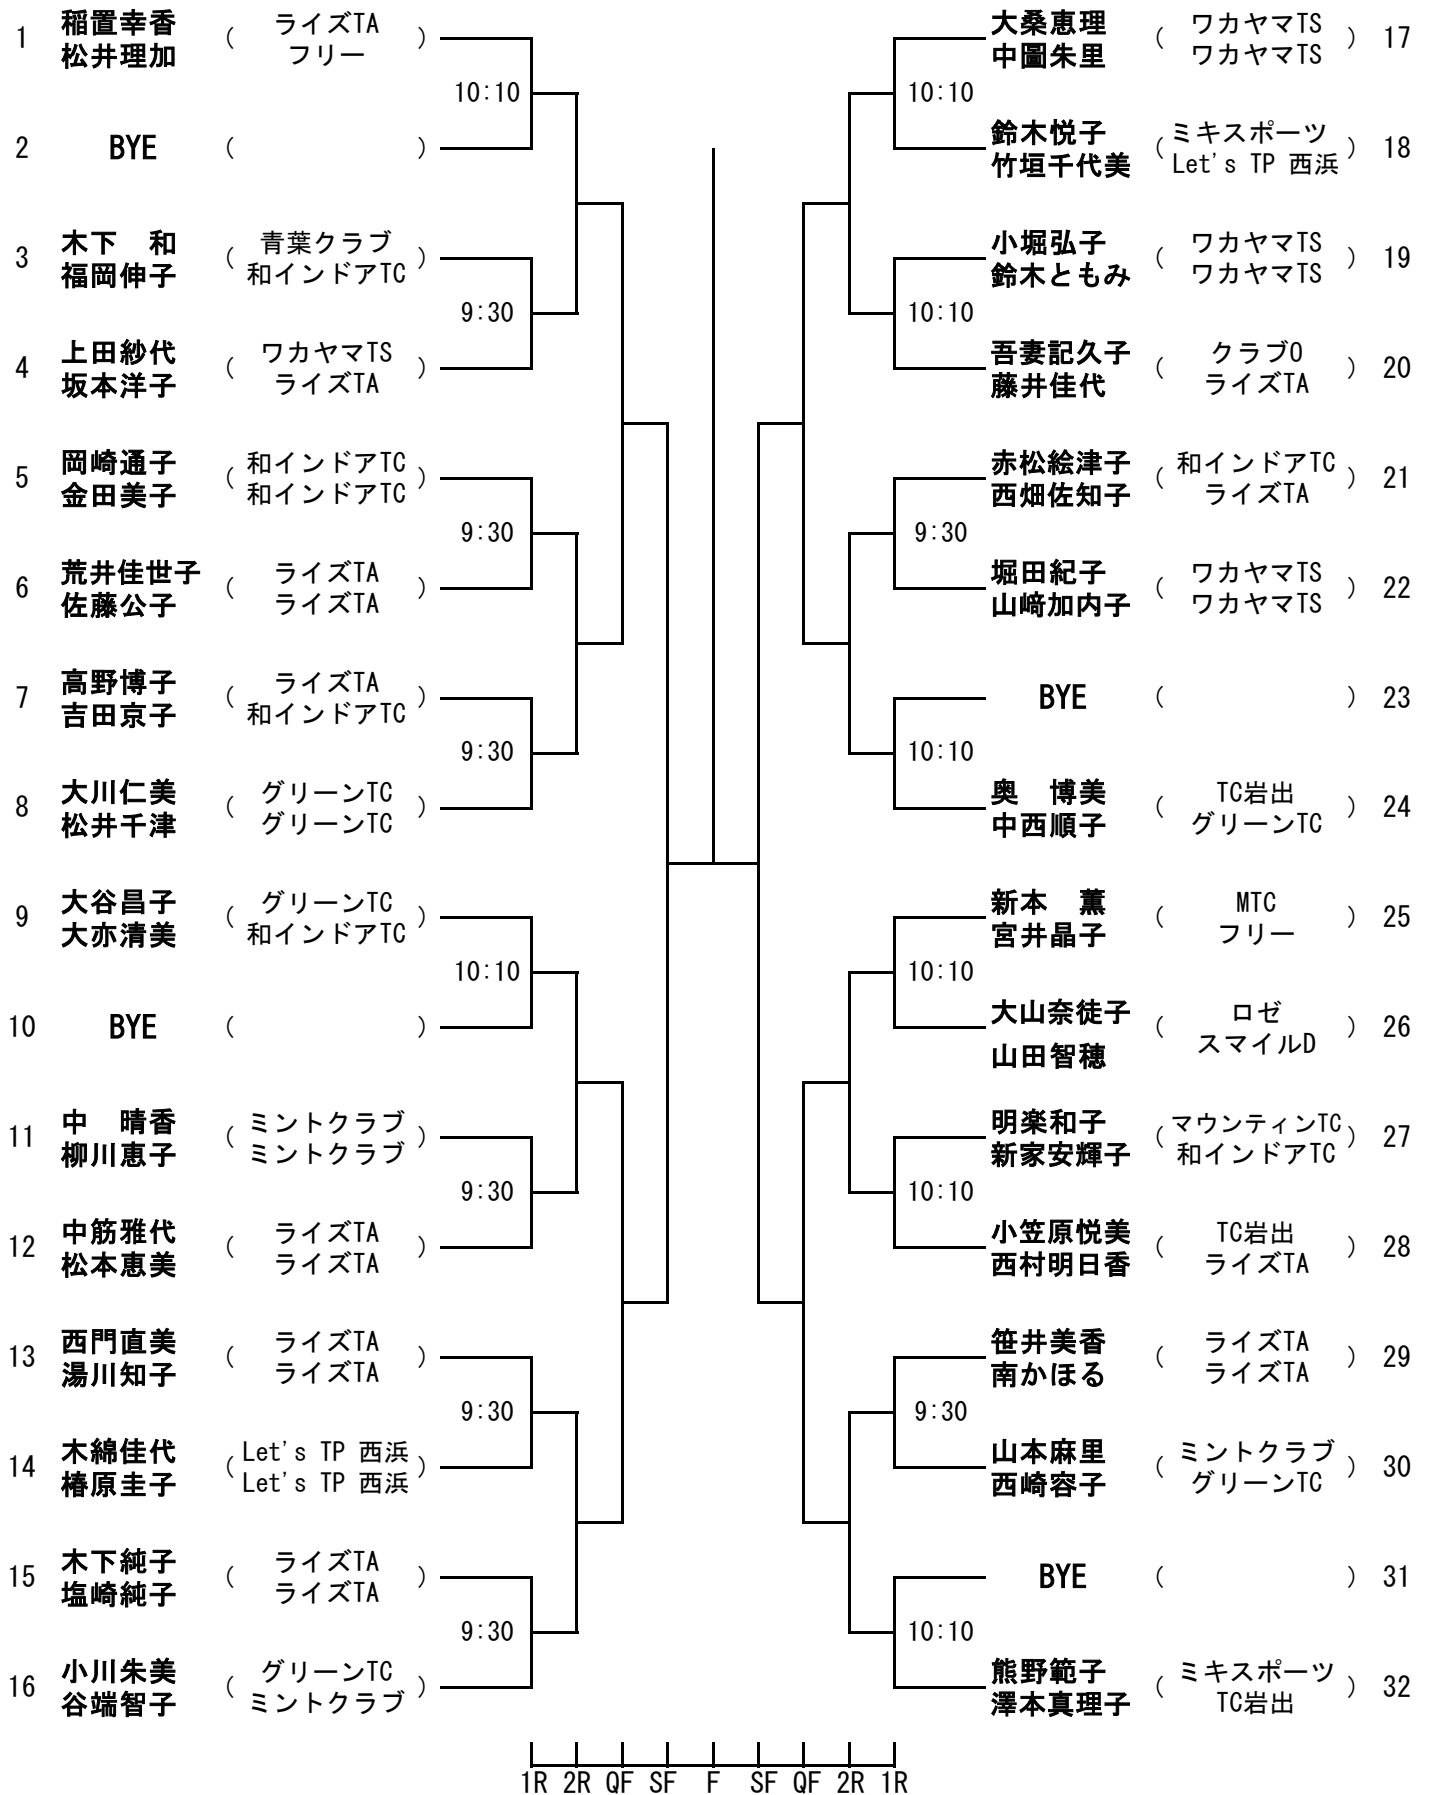 1 稲置幸香 ( ライズTA )
松井理加 フリー
10:10
2 BYE ( )
3 木下　和 ( 青葉クラブ )
福岡伸子 和インドアTC
9:30
4 上田紗代 ( ワカヤマTS )
坂本洋子 ライズTA
5 岡崎通子 ( 和インドアTC )
金田美子 和インドアTC
9:30
6 荒井佳世子 ( ライズTA )
佐藤公子 ライズTA
7 高野博子 ( ライズTA )
吉田京子 和インドアTC
9:30
8 大川仁美 ( グリーンTC )
松井千津 グリーンTC
9 大谷昌子 ( グリーンTC )
大亦清美 和インドアTC
10:10
10 BYE ( )
11 中　晴香 ( ミントクラブ )
柳川恵子 ミントクラブ
9:30
12 中筋雅代 ( ライズTA )
松本恵美 ライズTA
13 西門直美 ( ライズTA )
湯川知子 ライズTA
9:30
14 木綿佳代 ( Let's TP 西浜 )
椿原圭子 Let's TP 西浜
15 木下純子 ( ライズTA )
塩崎純子 ライズTA
9:30
16 小川朱美 ( グリーンTC )
谷端智子 ミントクラブ
大桑恵理 ( ワカヤマTS ) 17
中圖朱里 ワカヤマTS
10:10
鈴木悦子 ( ミキスポーツ ) 18
竹垣千代美 Let's TP 西浜
小堀弘子 ( ワカヤマTS ) 19
鈴木ともみ ワカヤマTS
10:10
吾妻記久子 ( クラブO ) 20
藤井佳代 ライズTA
赤松絵津子 ( 和インドアTC ) 21
西畑佐知子 ライズTA
9:30
堀田紀子 ( ワカヤマTS ) 22
山﨑加内子 ワカヤマTS
BYE ( ) 23
10:10
奥　博美 ( TC岩出 ) 24
中西順子 グリーンTC
新本　薫 ( MTC ) 25
宮井晶子 フリー
10:10
大山奈徒子 ( ロゼ ) 26
山田智穂 スマイルD
明楽和子 ( マウンティンTC ) 27
新家安輝子 和インドアTC
10:10
小笠原悦美 ( TC岩出 ) 28
西村明日香 ライズTA
笹井美香 ( ライズTA ) 29
南かほる ライズTA
9:30
山本麻里 ( ミントクラブ ) 30
西崎容子 グリーンTC
BYE ( ) 31
10:10
熊野範子 ( ミキスポーツ ) 32
澤本真理子 TC岩出
1R 2R QF SF F SF QF 2R 1R